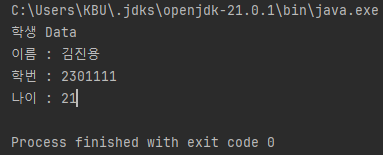 C:\Users\KBU\.jdks\openjdk-21.0.1\bin\java.exe
학생 Data
이름 : 김진용
학번 : 2301111
나이 : 21
Process finished with exit code 0